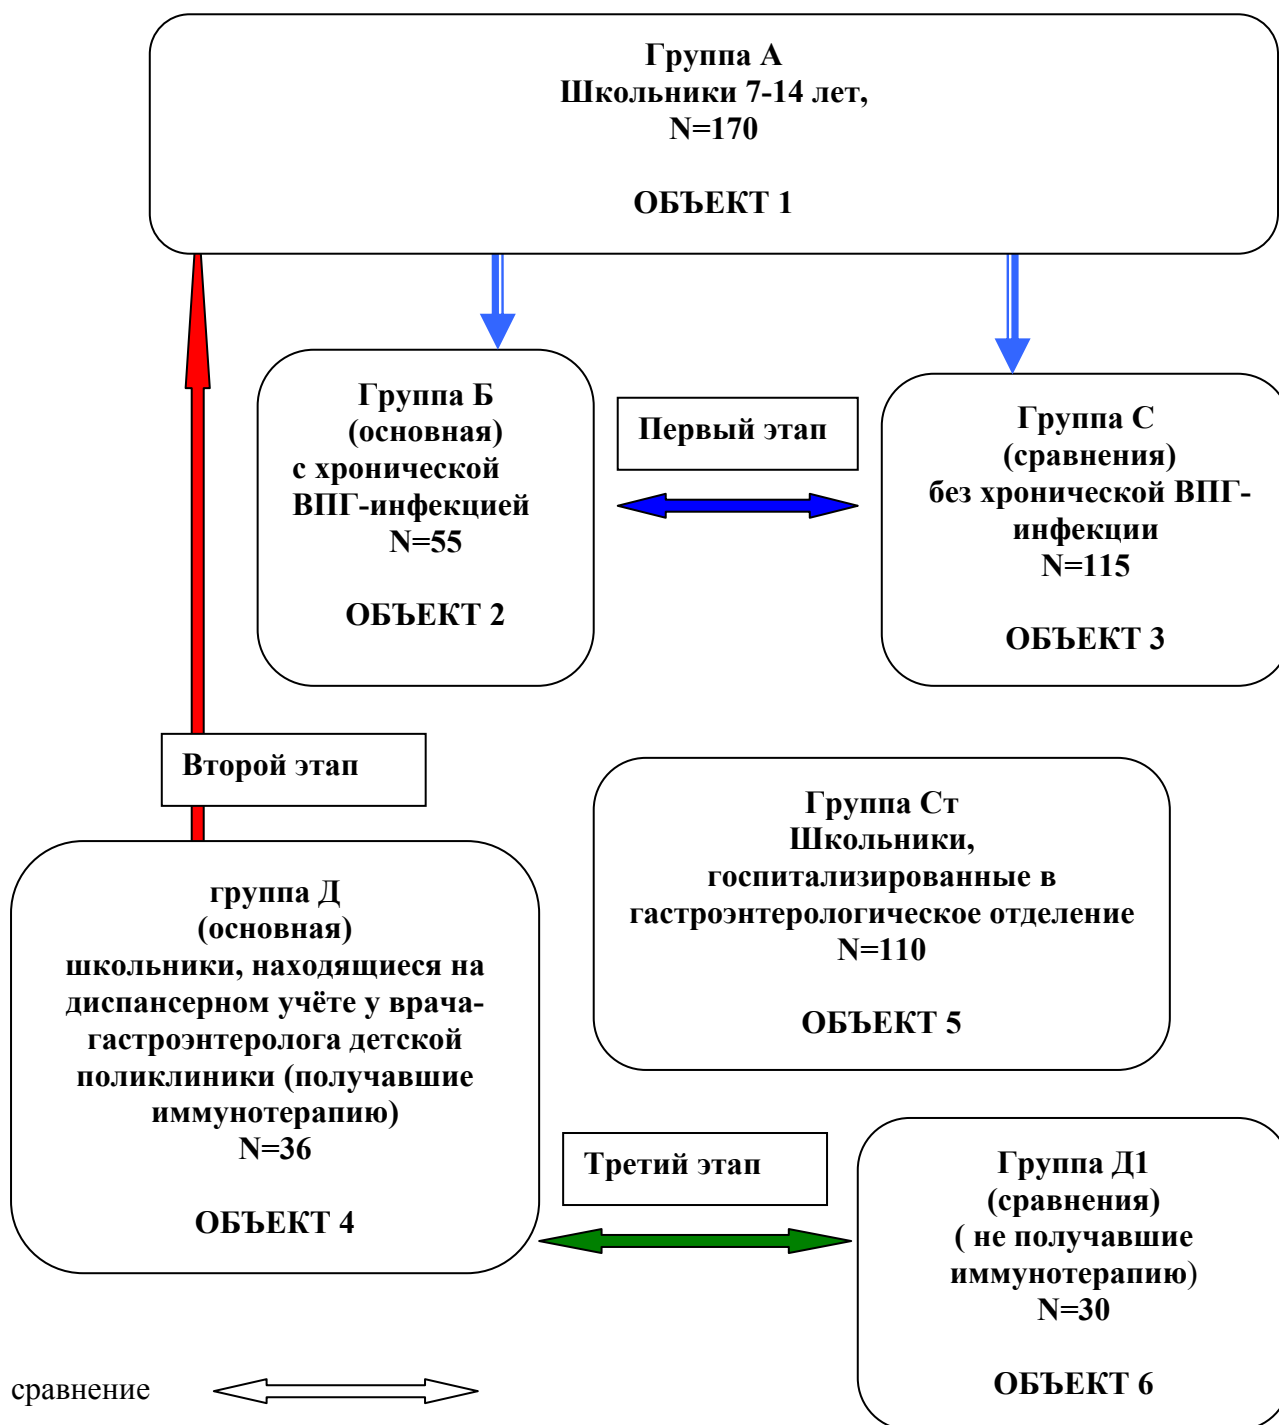 Группа А
Школьники 7-14 лет,
N=170
ОБЪЕКТ 1
Группа Б
(основная)
с хронической
ВПГ-инфекцией
N=55
ОБЪЕКТ 2
Первый этап
Группа С
(сравнения)
без хронической ВПГ-
инфекции
N=115
ОБЪЕКТ 3
Второй этап
Группа Ст
Школьники,
госпитализированные в
гастроэнтерологическое отделение
N=110
ОБЪЕКТ 5
группа Д
(основная)
школьники, находящиеся на
диспансерном учёте у врача-
гастроэнтеролога детской
поликлиники (получавшие
иммунотерапию)
N=36
ОБЪЕКТ 4
Третий этап
Группа Д1
(сравнения)
( не получавшие
иммунотерапию)
N=30
ОБЪЕКТ 6
сравнение